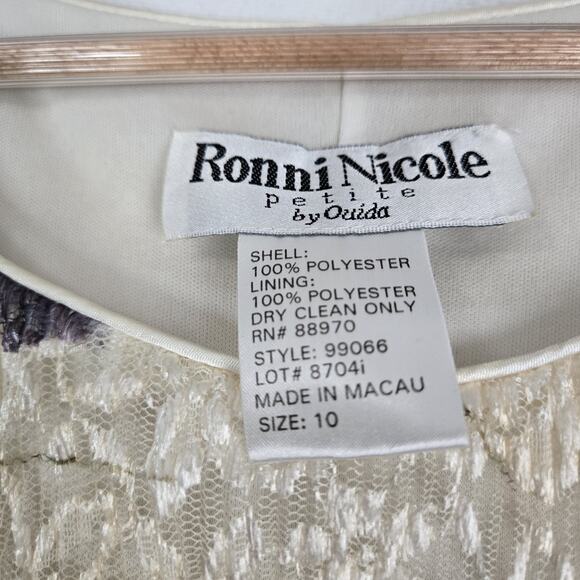 Ronni Nicole
petite
by Ouida
SHELL:
100% POLYESTER
LINING:
100% POLYESTER
DRY CLEAN ONLY
RN# 88970
STYLE: 99066
LOT# 8704i
MADE IN MACAU
SIZE: 10